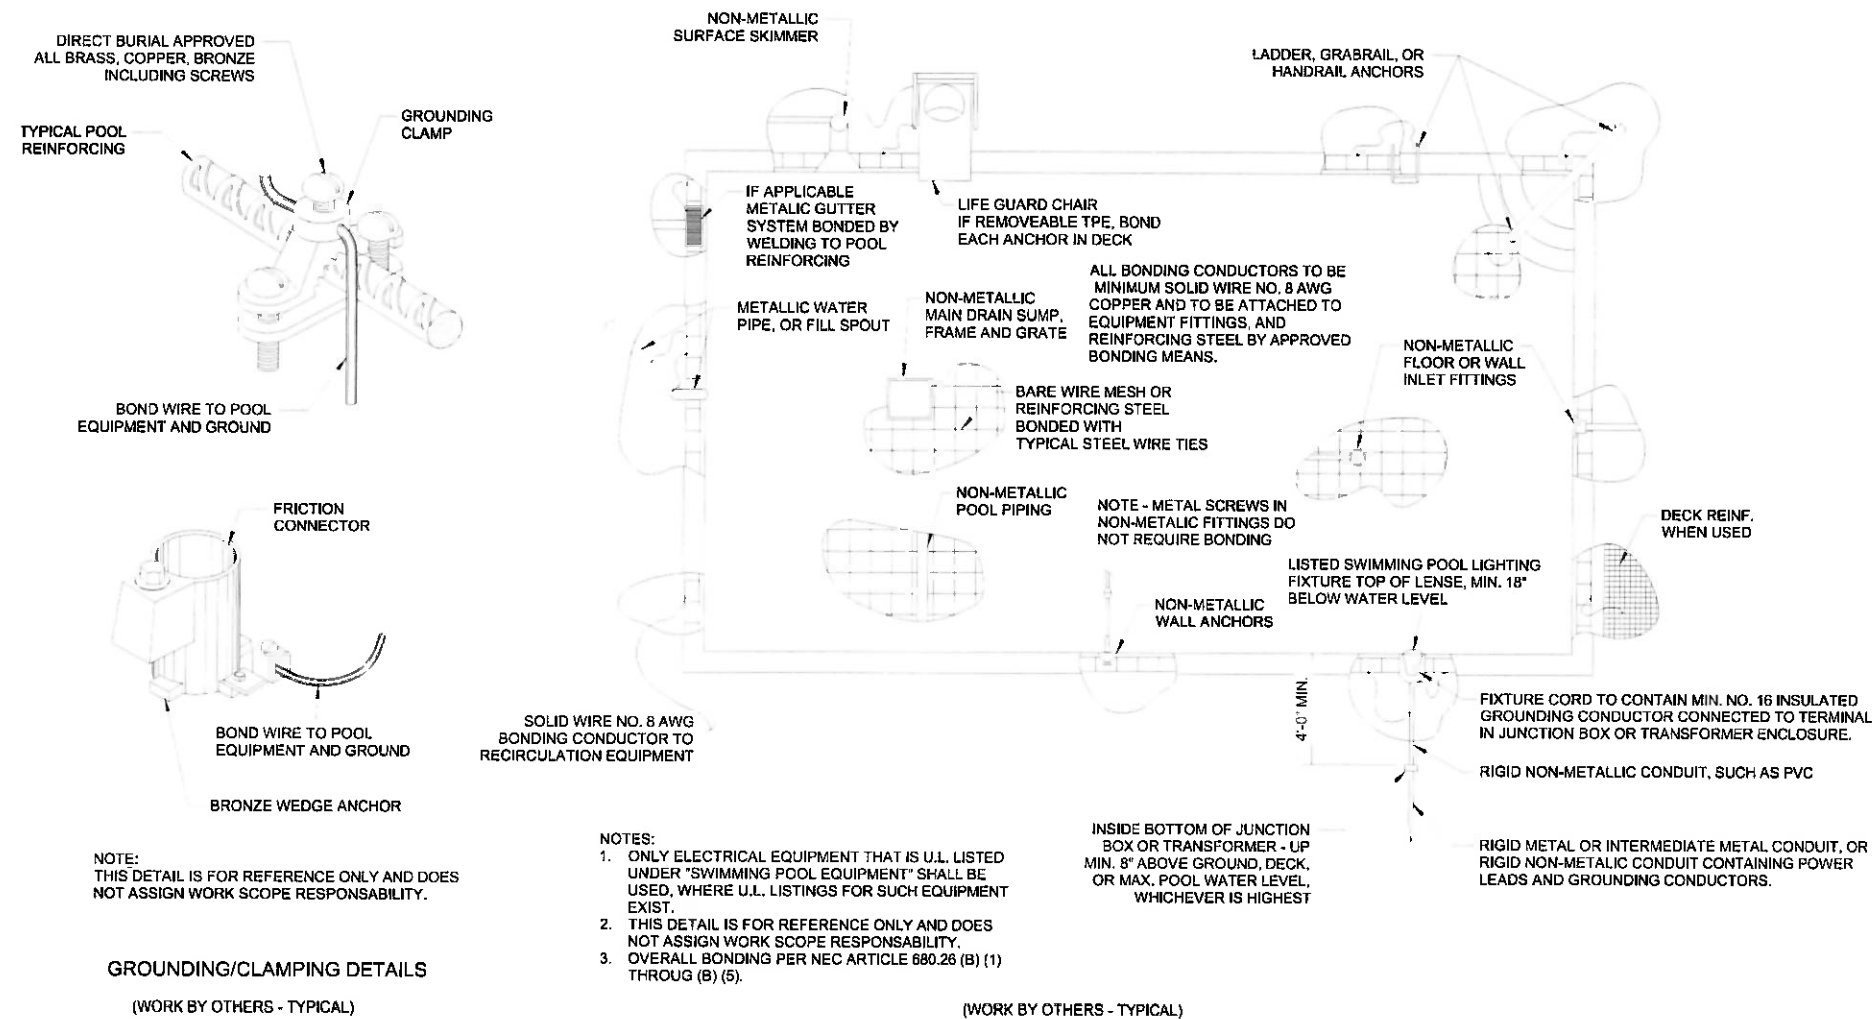 DIRECT BURIAL APPROVED
ALL BRASS, COPPER, BRONZE
INCLUDING SCREWS
GROUNDING
CLAMP
TYPICAL POOL
REINFORCING
BOND WIRE TO POOL
EQUIPMENT AND GROUND
FRICTION
CONNECTOR
BOND WIRE TO POOL
EQUIPMENT AND GROUND
BRONZE WEDGE ANCHOR
NOTE:
THIS DETAIL IS FOR REFERENCE ONLY AND DOES
NOT ASSIGN WORK SCOPE RESPONSABILITY.
GROUNDING/CLAMPING DETAILS
(WORK BY OTHERS - TYPICAL)
NON-METALLIC
SURFACE SKIMMER
LADDER, GRABRAIL, OR
HANDRAIL ANCHORS
IF APPLICABLE
METALIC GUTTER
SYSTEM BONDED BY
WELDING TO POOL
REINFORCING
LIFE GUARD CHAIR
IF REMOVEABLE TPE, BOND
EACH ANCHOR IN DECK
ALL BONDING CONDUCTORS TO BE
MINIMUM SOLID WIRE NO. 8 AWG
COPPER AND TO BE ATTACHED TO
EQUIPMENT FITTINGS, AND
REINFORCING STEEL BY APPROVED
BONDING MEANS.
METALLIC WATER
PIPE, OR FILL SPOUT
NON-METALLIC
MAIN DRAIN SUMP,
FRAME AND GRATE
NON-METALLIC
FLOOR OR WALL
INLET FITTINGS
BARE WIRE MESH OR
REINFORCING STEEL
BONDED WITH
TYPICAL STEEL WIRE TIES
NON-METALLIC
POOL PIPING
NOTE - METAL SCREWS IN
NON-METALIC FITTINGS DO
NOT REQUIRE BONDING
DECK REINF.
WHEN USED
LISTED SWIMMING POOL LIGHTING
FIXTURE TOP OF LENSE, MIN. 18"
BELOW WATER LEVEL
NON-METALLIC
WALL ANCHORS
SOLID WIRE NO. 8 AWG
BONDING CONDUCTOR TO
RECIRCULATION EQUIPMENT
4'-0" MIN.
FIXTURE CORD TO CONTAIN MIN. NO. 16 INSULATED
GROUNDING CONDUCTOR CONNECTED TO TERMINAL
IN JUNCTION BOX OR TRANSFORMER ENCLOSURE.
RIGID NON-METALLIC CONDUIT, SUCH AS PVC
INSIDE BOTTOM OF JUNCTION
BOX OR TRANSFORMER - UP
MIN. 8" ABOVE GROUND, DECK,
OR MAX. POOL WATER LEVEL,
WHICHEVER IS HIGHEST
RIGID METAL OR INTERMEDIATE METAL CONDUIT, OR
RIGID NON-METALIC CONDUIT CONTAINING POWER
LEADS AND GROUNDING CONDUCTORS.
NOTES:
1. ONLY ELECTRICAL EQUIPMENT THAT IS U.L. LISTED
UNDER "SWIMMING POOL EQUIPMENT" SHALL BE
USED, WHERE U.L. LISTINGS FOR SUCH EQUIPMENT
EXIST.
2. THIS DETAIL IS FOR REFERENCE ONLY AND DOES
NOT ASSIGN WORK SCOPE RESPONSABILITY.
3. OVERALL BONDING PER NEC ARTICLE 680.26 (B) (1)
THROUG (B) (5).
(WORK BY OTHERS - TYPICAL)